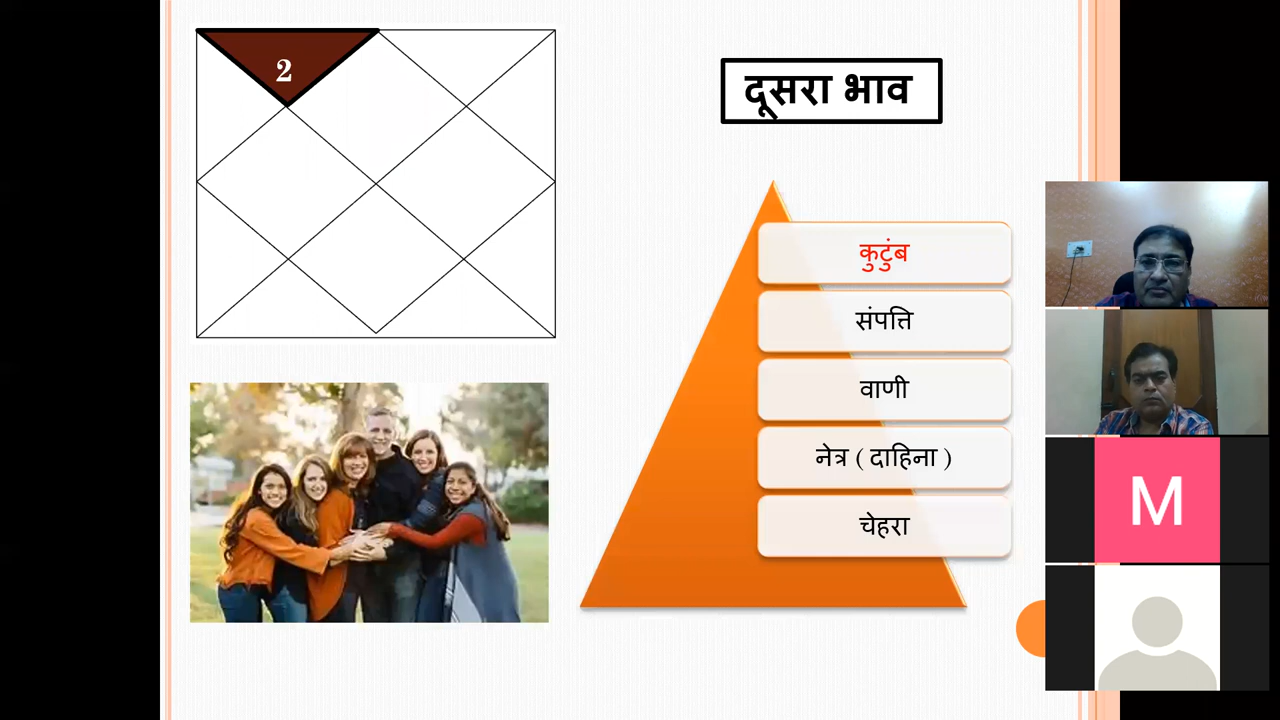 2
दूसरा भाव
कुटुंब
संपत्ति
वाणी
नेत्र ( दाहिना )
चेहरा
M